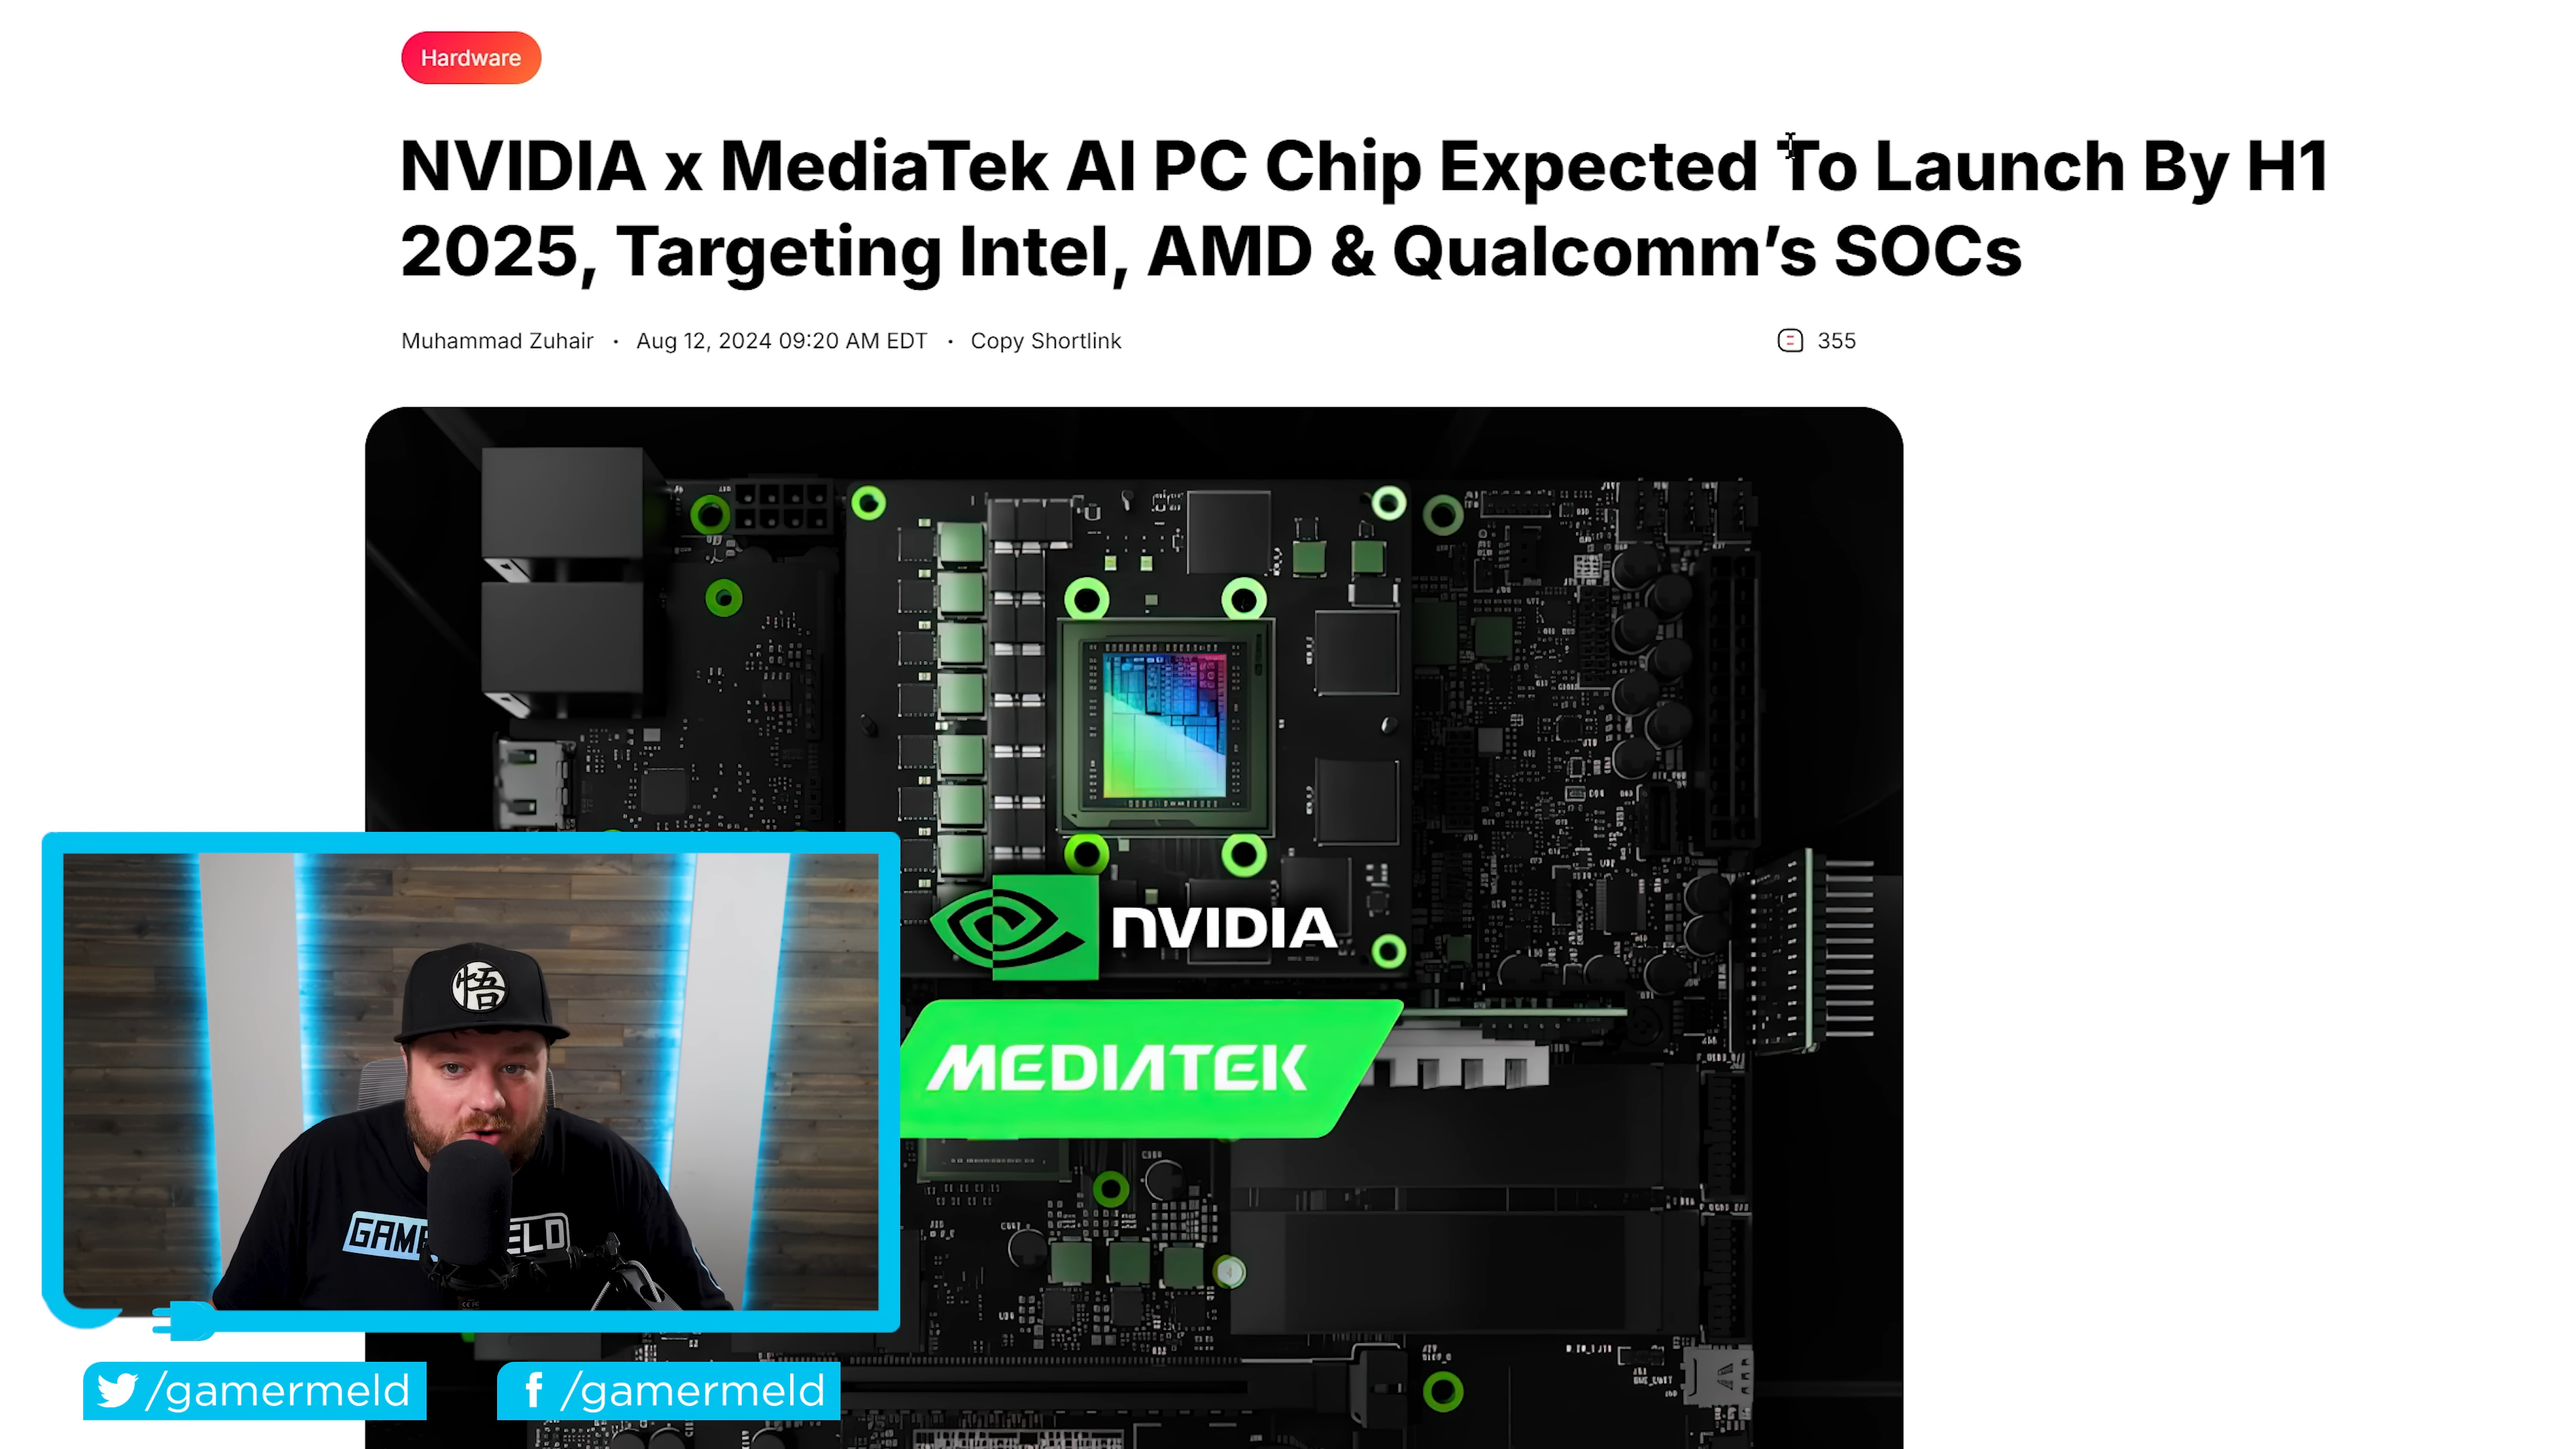 Hardware
NVIDIA x MediaTek AI PC Chip Expected To Launch By H1
2025, Targeting Intel, AMD & Qualcomm’s SOCs
Muhammad Zuhair • Aug 12, 2024 09:20 AM EDT • Copy Shortlink
355
NVIDIA
MEDIATEK
悟
/gamermeld
/gamermeld